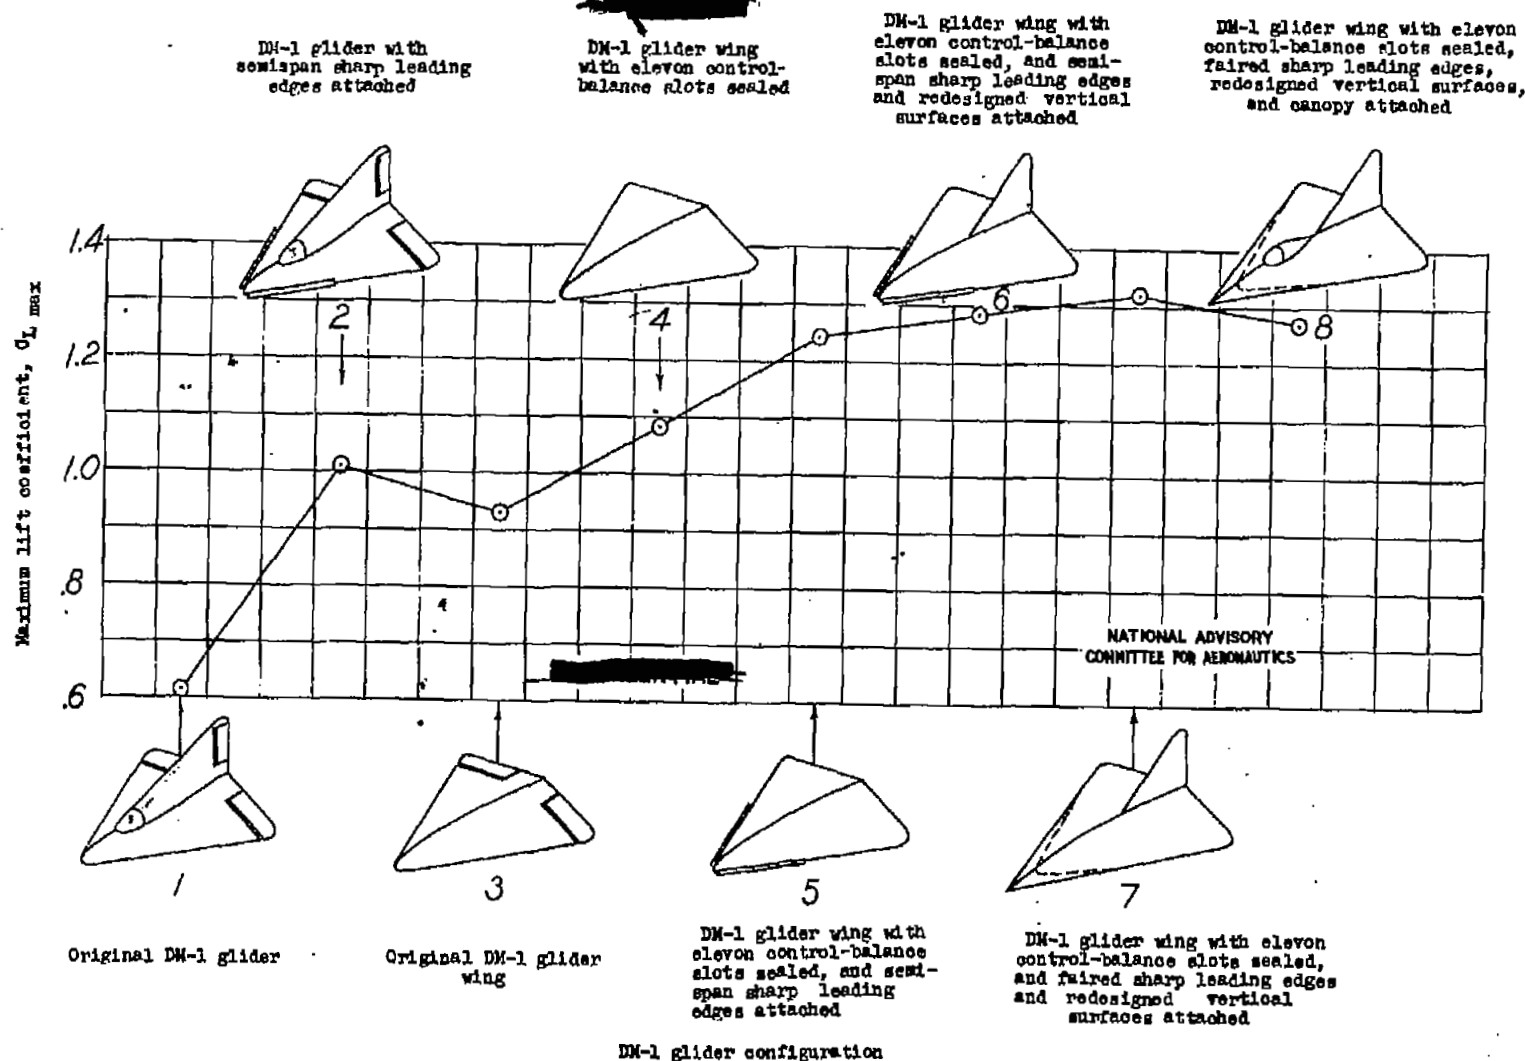 DM-1 glider with
semispan sharp leading
edges attached
DM-1 glider wing
with elevon control-
balance slots sealed
DM-1 glider wing with
elevon control-balance
slots sealed, and semi-
span sharp leading edges
and redesigned vertical
surfaces attached
DM-1 glider wing with elevon
control-balance slots sealed,
faired sharp leading edges,
redesigned vertical surfaces,
and canopy attached
1.4
1.2
1.0
.8
.6
Maximum lift coefficient, CL max
2
4
6
8
NATIONAL ADVISORY
COMMITTEE FOR AERONAUTICS
1
3
5
7
Original DM-1 glider
Original DM-1 glider
wing
DM-1 glider wing with
elevon control-balance
slots sealed, and semi-
span sharp leading
edges attached
DM-1 glider wing with elevon
control-balance slots sealed,
and faired sharp leading edges
and redesigned vertical
surfaces attached
DM-1 glider configuration